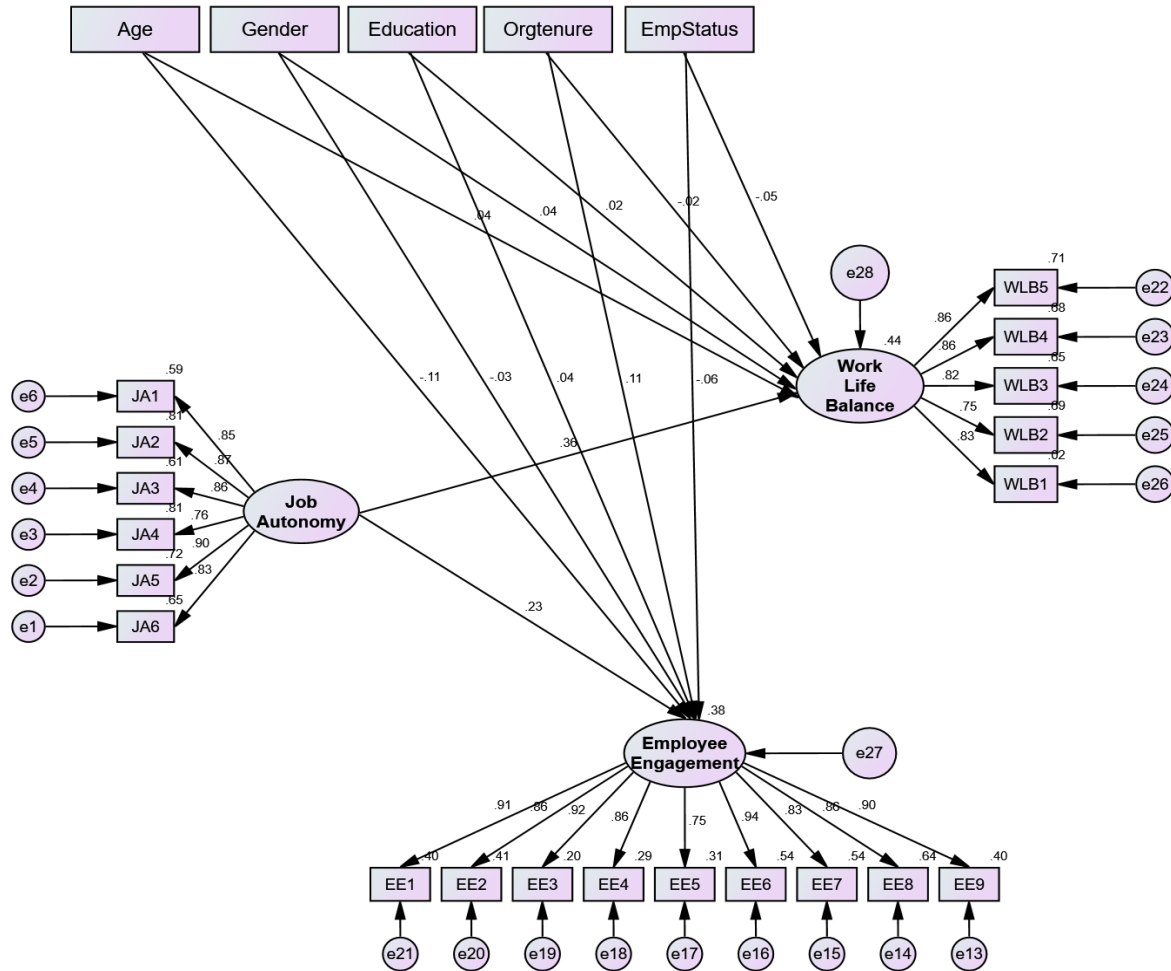 Age Gender Education Orgtenure EmpStatus
.04 .04 .02 -.02 -.05
e28
.44
Work
Life
Balance
.71
WLB5 e22
.86
.68
WLB4 e23
.86
.65
WLB3 e24
.82
.69
WLB2 e25
.75
.62
WLB1 e26
.83
-.11 -.03 .04 .11 -.06
.36
.59
e6 JA1
.85
.81
e5 JA2
.87
.61
e4 JA3
.86
.81
e3 JA4
.76
.72
e2 JA5
.90
.65
e1 JA6
.83
Job
Autonomy
.23
.38
Employee
Engagement
e27
.91 .86 .92 .86 .75 .94 .83 .86 .90
.40 .41 .20 .29 .31 .54 .54 .64 .40
EE1 EE2 EE3 EE4 EE5 EE6 EE7 EE8 EE9
e21 e20 e19 e18 e17 e16 e15 e14 e13